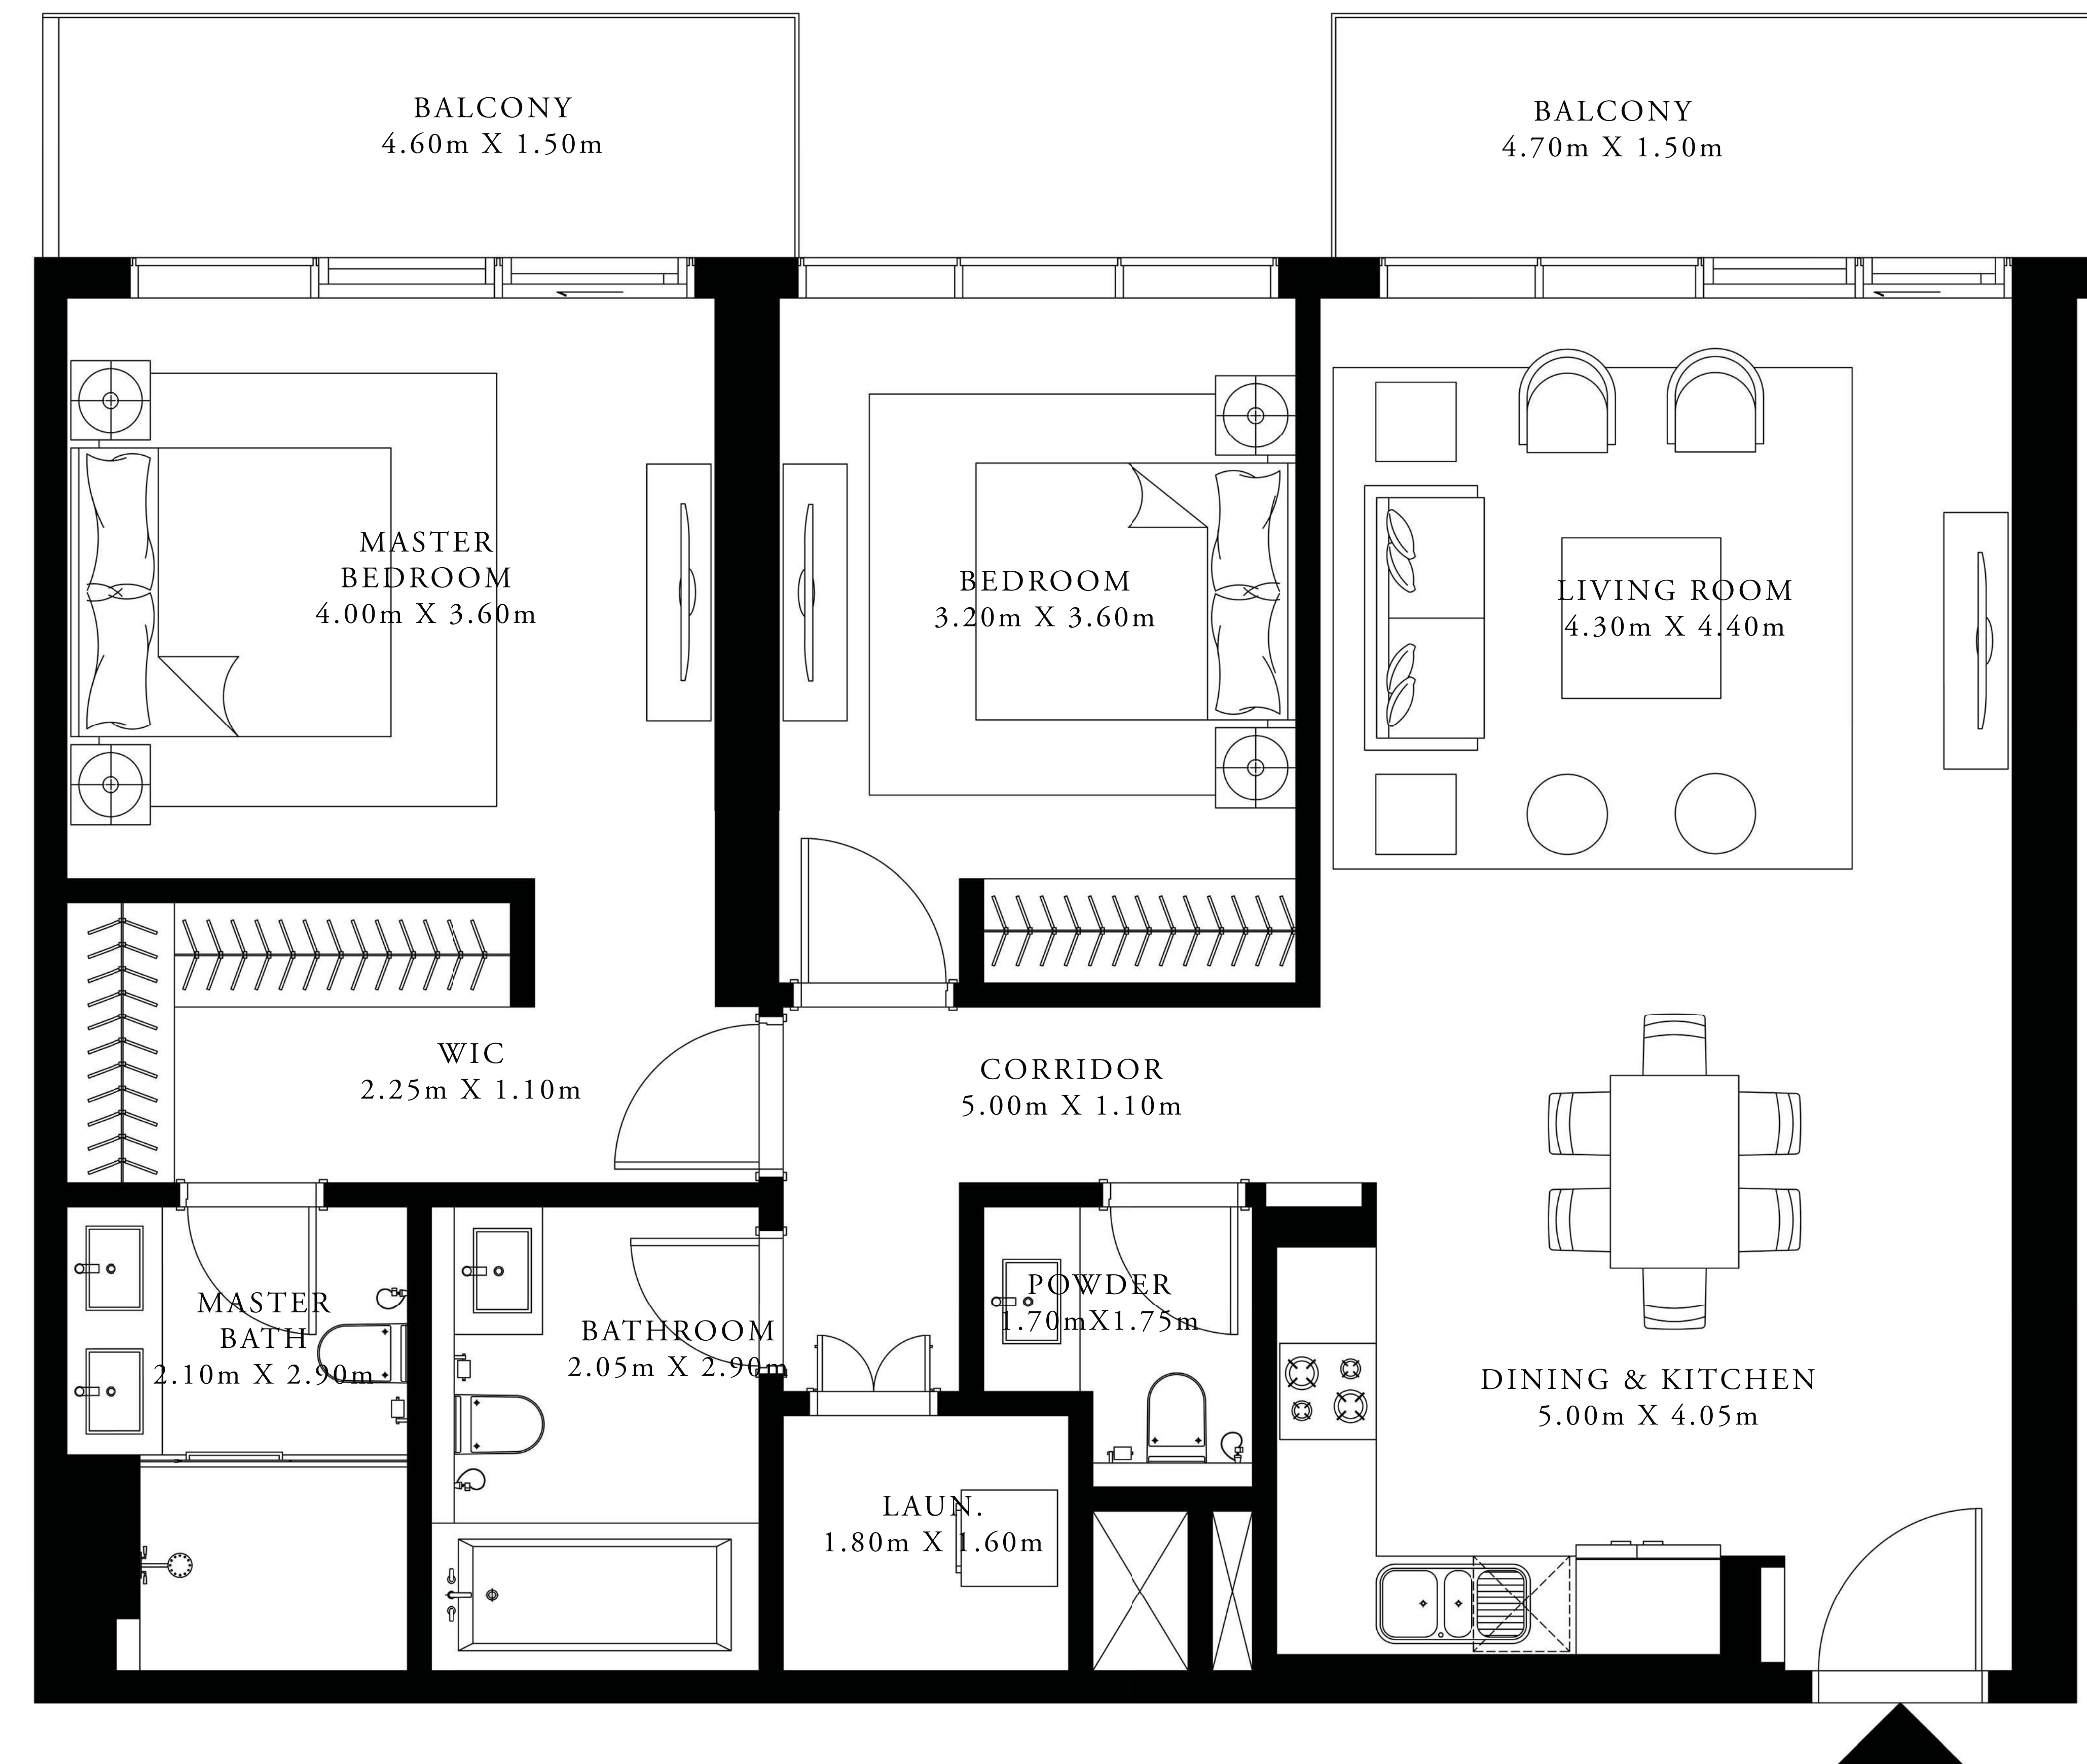 BALCONY
4.60m X 1.50m
BALCONY
4.70m X 1.50m
MASTER
BEDROOM
4.00m X 3.60m
BEDROOM
3.20m X 3.60m
LIVING ROOM
4.30m X 4.40m
WIC
2.25m X 1.10m
CORRIDOR
5.00m X 1.10m
MASTER
BATH
2.10m X 2.90m
BATHROOM
2.05m X 2.90m
POWDER
1.70mX1.75m
DINING & KITCHEN
5.00m X 4.05m
LAUN.
1.80m X 1.60m